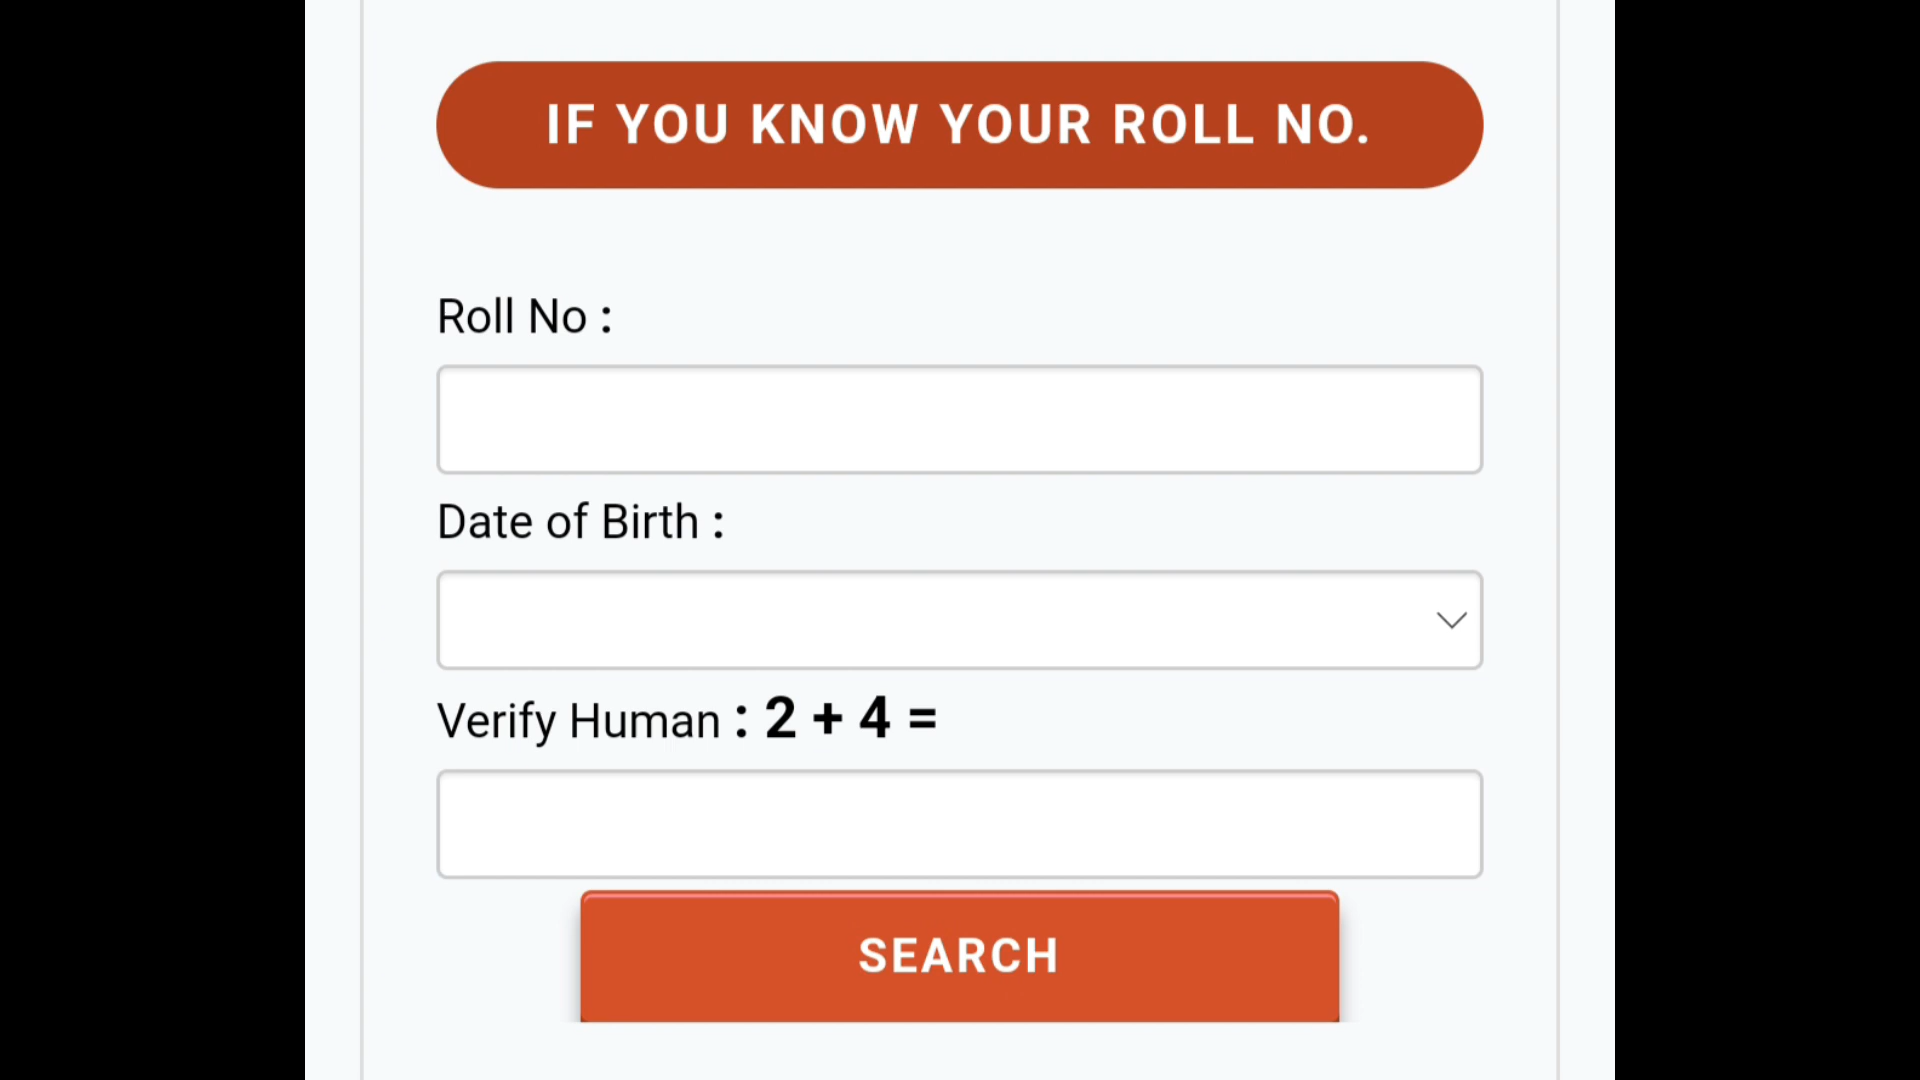 IF YOU KNOW YOUR ROLL NO.
Roll No :
Date of Birth :
Verify Human : 2 + 4 =
SEARCH